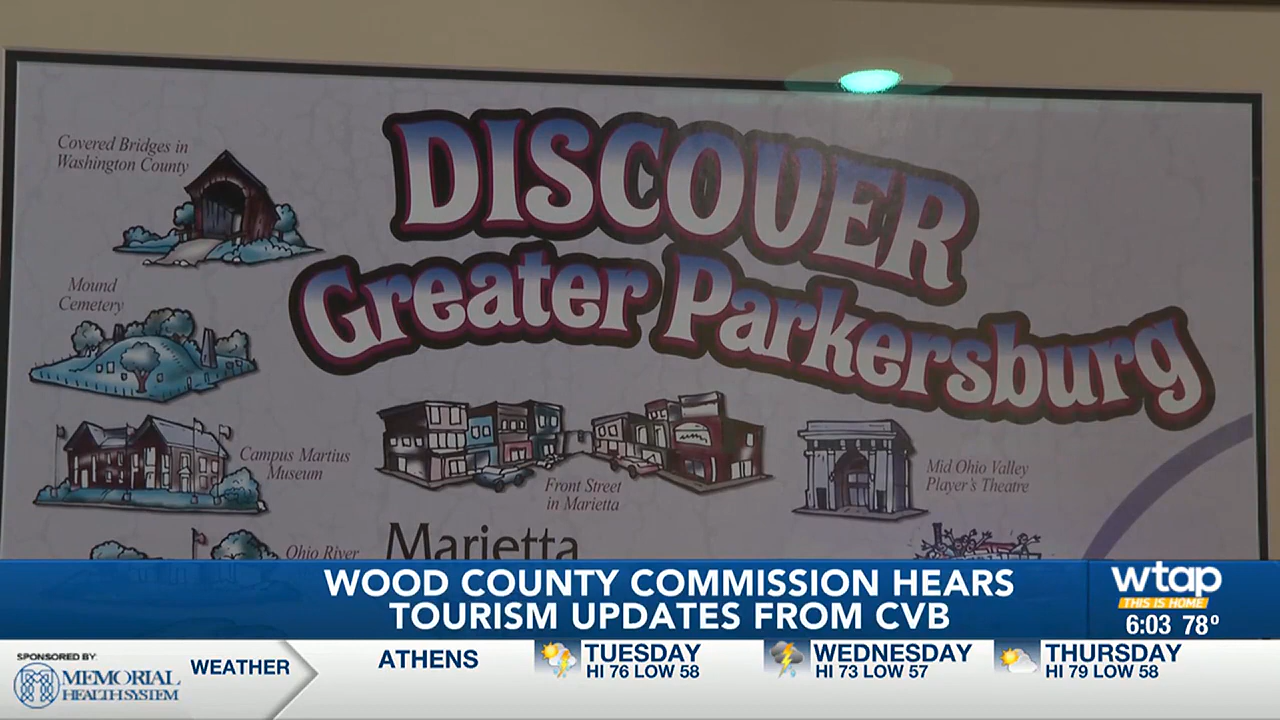 Covered Bridges in
Washington County
DISCOVER
Greater Parkersburg
Mound
Cemetery
Campus Martius
Museum
Front Street
in Marietta
Mid Ohio Valley
Player's Theatre
Ohio River
Marietta
WOOD COUNTY COMMISSION HEARS
TOURISM UPDATES FROM CVB
wtap
THIS IS HOME
6:03 78°
SPONSORED BY:
MEMORIAL
HEALTH SYSTEM
WEATHER
ATHENS
TUESDAY
HI 76 LOW 58
WEDNESDAY
HI 73 LOW 57
THURSDAY
HI 79 LOW 58